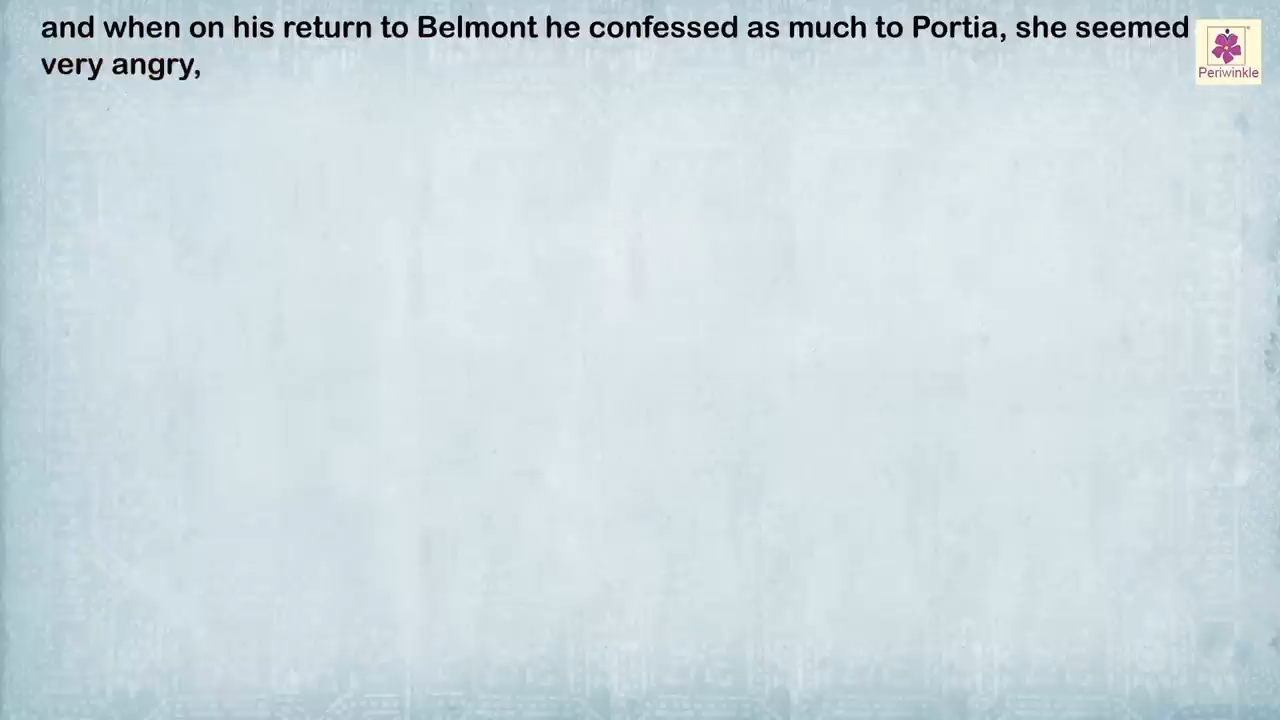 and when on his return to Belmont he confessed as much to Portia, she seemed
very angry,
Periwinkle